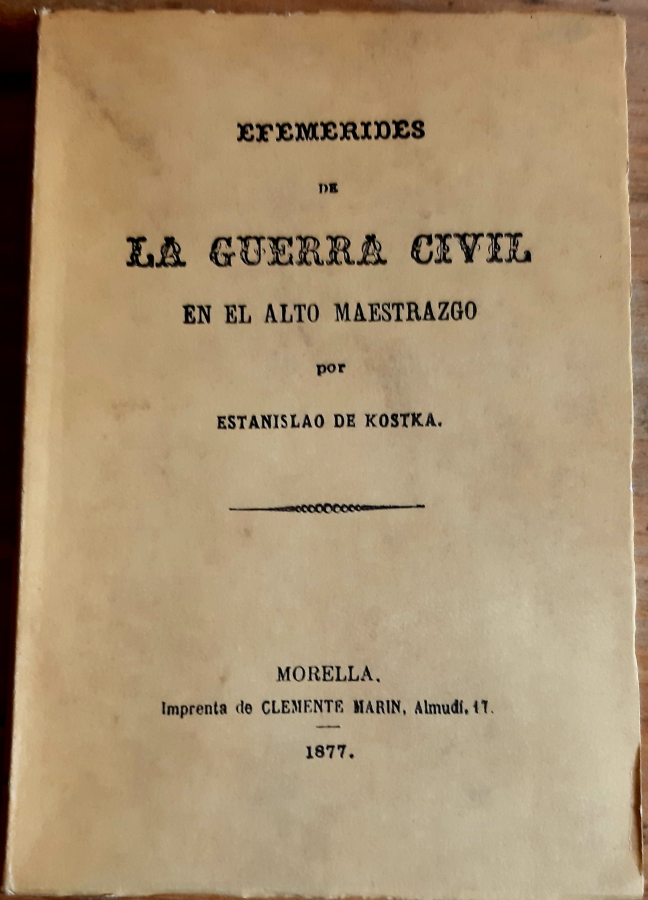 EFEMERIDES
DE
LA GUERRA CIVIL
EN EL ALTO MAESTRAZGO
por
ESTANISLAO DE KOSTKA.
MORELLA.
Imprenta de CLEMENTE MARIN, Almudí, 17.
1877.